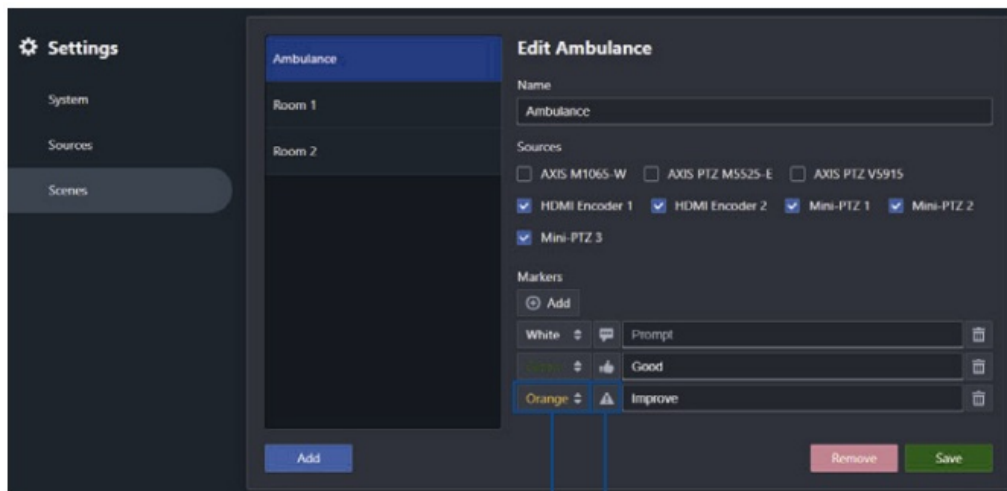 Settings
System
Sources
Scenes
Ambulance
Room 1
Room 2
Add
Edit Ambulance
Name
Ambulance
Sources
AXIS M1065-W AXIS PTZ M5525-E AXIS PTZ V5915
HDMI Encoder 1 HDMI Encoder 2 Mini-PTZ 1 Mini-PTZ 2
Mini-PTZ 3
Markers
Add
White Prompt
Good
Orange Improve
Remove Save